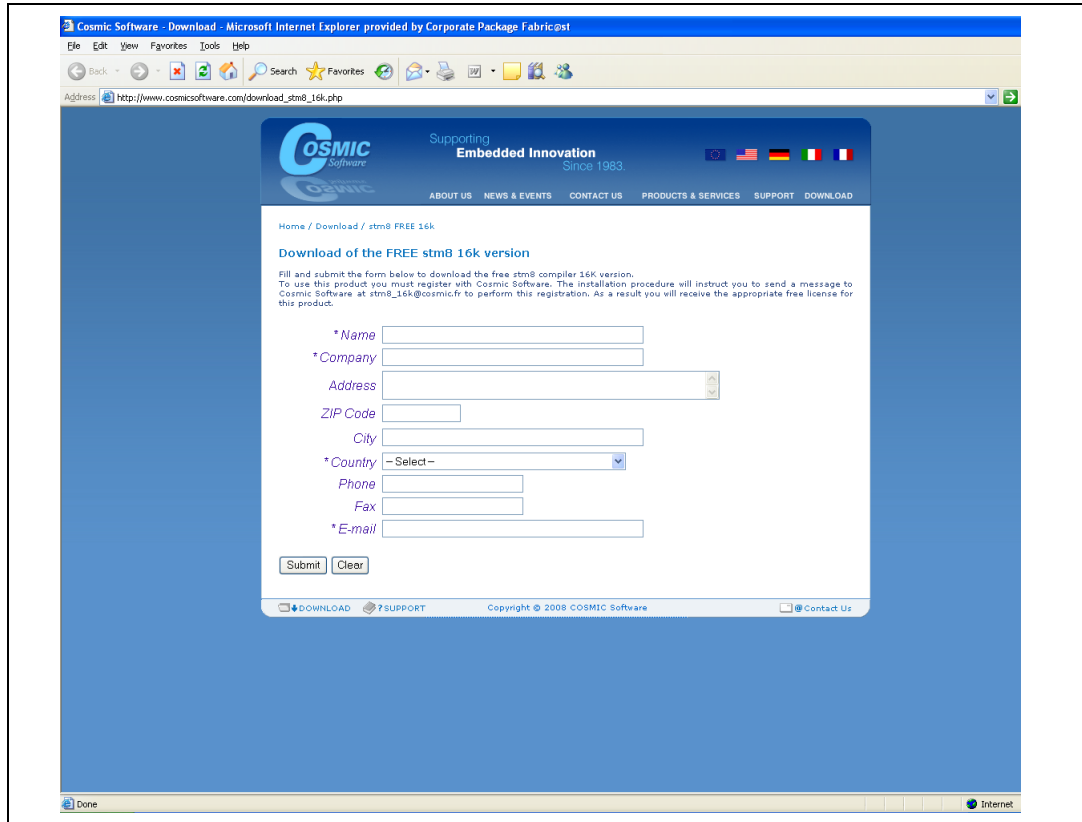 Cosmic Software - Download - Microsoft Internet Explorer provided by Corporate Package Fabric@st
File Edit View Favorites Tools Help
Back Search Favorites
Address http://www.cosmicsoftware.com/download_stm8_16k.php
COSMIC
Software
Supporting
Embedded Innovation
Since 1983.
ABOUT US NEWS & EVENTS CONTACT US PRODUCTS & SERVICES SUPPORT DOWNLOAD
Home / Download / stm8 FREE 16k
Download of the FREE stm8 16k version
Fill and submit the form below to download the free stm8 compiler 16K version.
To use this product you must register with Cosmic Software. The installation procedure will instruct you to send a message to
Cosmic Software at stm8_16k@cosmic.fr to perform this registration. As a result you will receive the appropriate free license for
this product.
* Name
* Company
Address
ZIP Code
City
* Country – Select –
Phone
Fax
* E-mail
Submit Clear
DOWNLOAD ? SUPPORT Copyright © 2008 COSMIC Software @ Contact Us
Done Internet